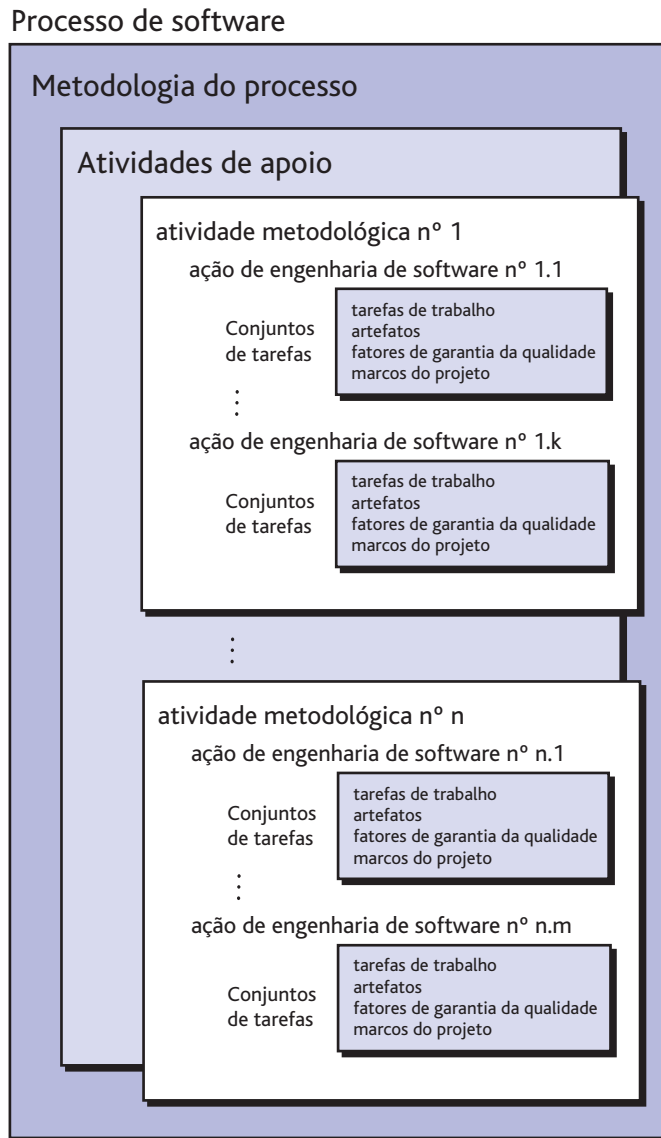 Processo de software
Metodologia do processo
Atividades de apoio
atividade metodológica nº 1
ação de engenharia de software nº 1.1
Conjuntos
de tarefas
tarefas de trabalho
artefatos
fatores de garantia da qualidade
marcos do projeto
ação de engenharia de software nº 1.k
Conjuntos
de tarefas
tarefas de trabalho
artefatos
fatores de garantia da qualidade
marcos do projeto
atividade metodológica nº n
ação de engenharia de software nº n.1
Conjuntos
de tarefas
tarefas de trabalho
artefatos
fatores de garantia da qualidade
marcos do projeto
ação de engenharia de software nº n.m
Conjuntos
de tarefas
tarefas de trabalho
artefatos
fatores de garantia da qualidade
marcos do projeto